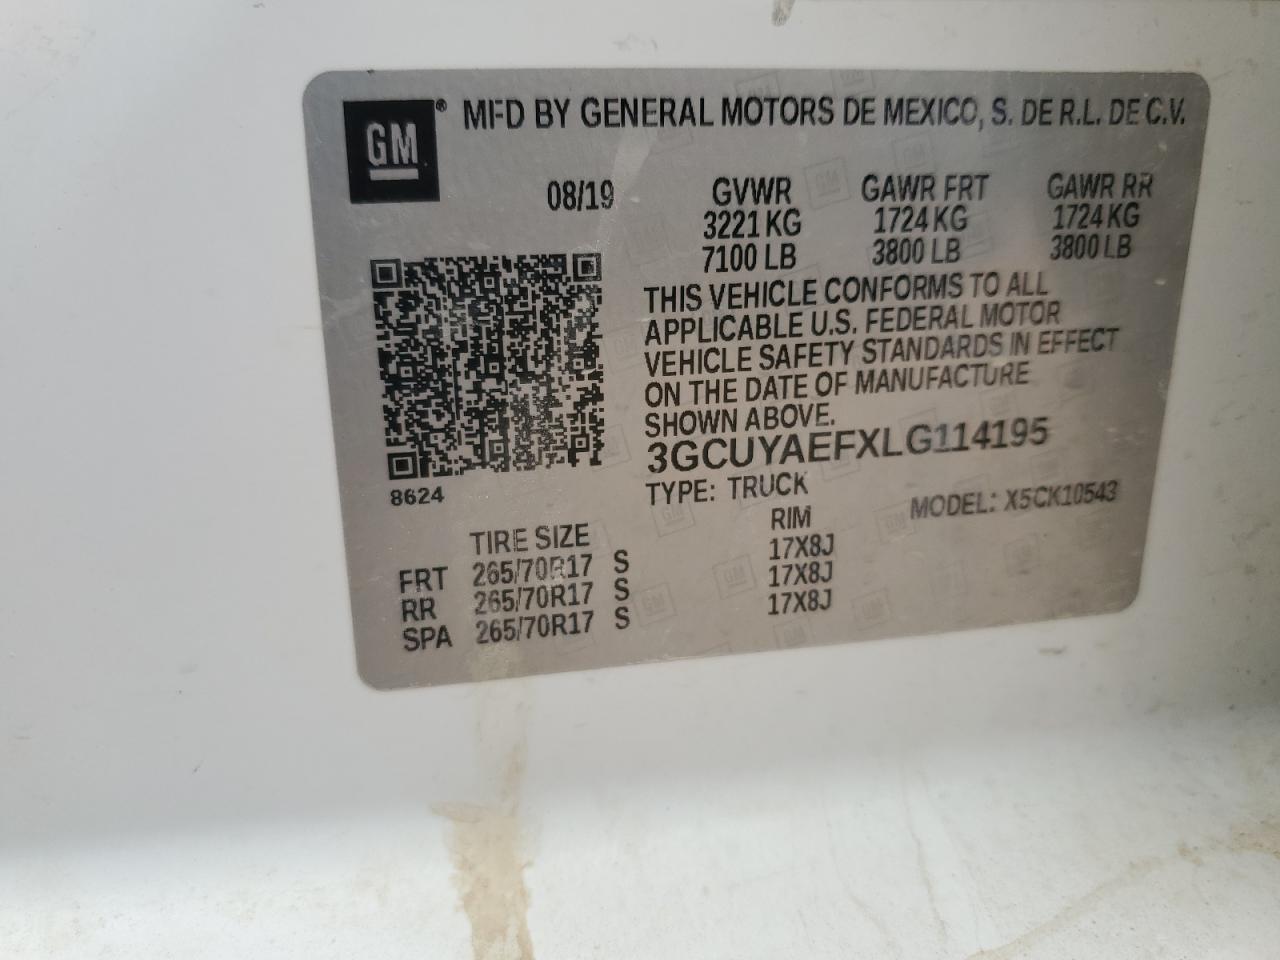 GM ® MFD BY GENERAL MOTORS DE MEXICO, S. DE R.L. DE C.V.
08/19 GVWR GAWR FRT GAWR RR
3221 KG 1724 KG 1724 KG
7100 LB 3800 LB 3800 LB
THIS VEHICLE CONFORMS TO ALL
APPLICABLE U.S. FEDERAL MOTOR
VEHICLE SAFETY STANDARDS IN EFFECT
ON THE DATE OF MANUFACTURE
SHOWN ABOVE.
3GCUYAEFXLG114195
8624
TYPE: TRUCK MODEL: X5CK10543
TIRE SIZE RIM
FRT 265/70R17 S 17X8J
RR 265/70R17 S 17X8J
SPA 265/70R17 S 17X8J